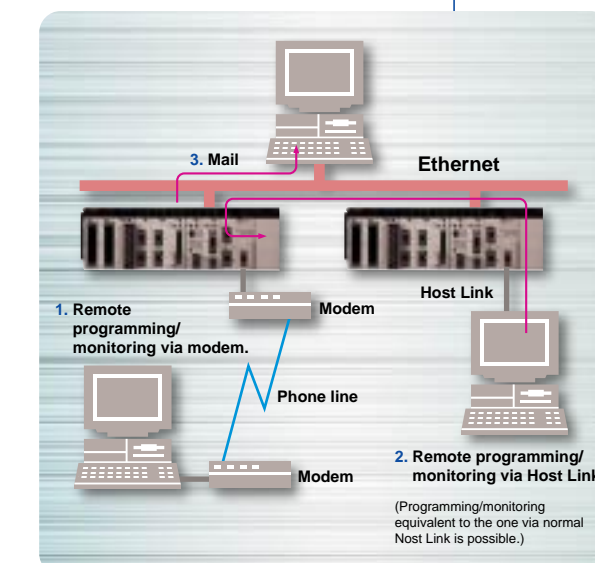 3. Mail
Ethernet
Host Link
1. Remote
programming/
monitoring via modem.
Modem
Phone line
Modem
2. Remote programming/
monitoring via Host Link
(Programming/monitoring
equivalent to the one via normal
Nost Link is possible.)